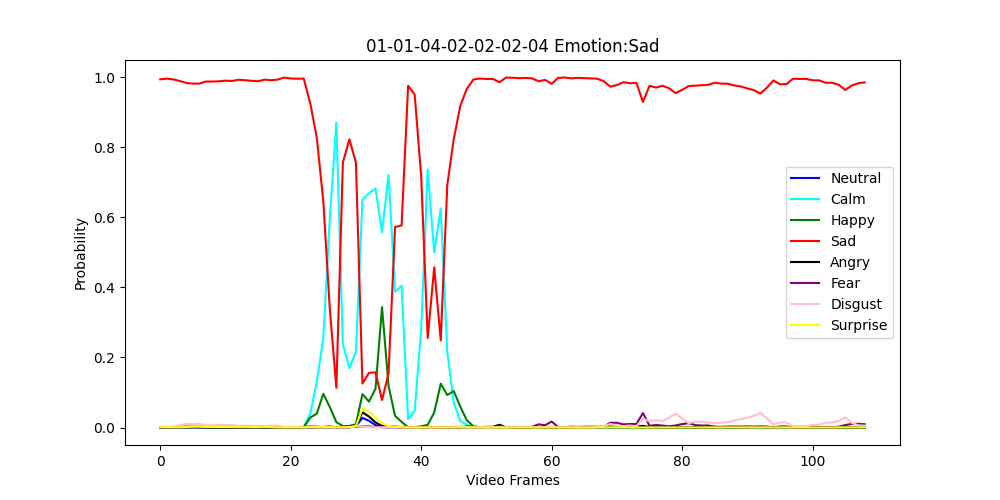 01-01-04-02-02-02-04 Emotion:Sad
Probability
1.0
0.8
0.6
0.4
0.2
0.0
Neutral
Calm
Happy
Sad
Angry
Fear
Disgust
Surprise
0 20 40 60 80 100
Video Frames